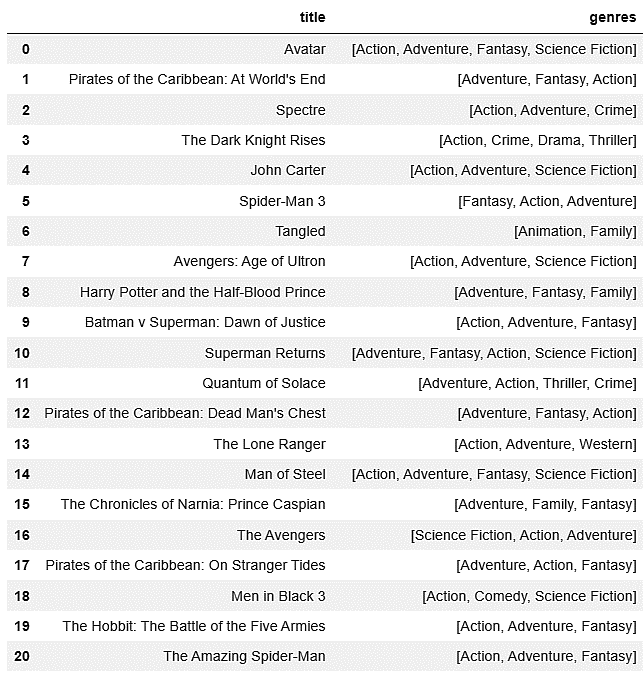 title genres
0 Avatar [Action, Adventure, Fantasy, Science Fiction]
1 Pirates of the Caribbean: At World's End [Adventure, Fantasy, Action]
2 Spectre [Action, Adventure, Crime]
3 The Dark Knight Rises [Action, Crime, Drama, Thriller]
4 John Carter [Action, Adventure, Science Fiction]
5 Spider-Man 3 [Fantasy, Action, Adventure]
6 Tangled [Animation, Family]
7 Avengers: Age of Ultron [Action, Adventure, Science Fiction]
8 Harry Potter and the Half-Blood Prince [Adventure, Fantasy, Family]
9 Batman v Superman: Dawn of Justice [Action, Adventure, Fantasy]
10 Superman Returns [Adventure, Fantasy, Action, Science Fiction]
11 Quantum of Solace [Adventure, Action, Thriller, Crime]
12 Pirates of the Caribbean: Dead Man's Chest [Adventure, Fantasy, Action]
13 The Lone Ranger [Action, Adventure, Western]
14 Man of Steel [Action, Adventure, Fantasy, Science Fiction]
15 The Chronicles of Narnia: Prince Caspian [Adventure, Family, Fantasy]
16 The Avengers [Science Fiction, Action, Adventure]
17 Pirates of the Caribbean: On Stranger Tides [Adventure, Action, Fantasy]
18 Men in Black 3 [Action, Comedy, Science Fiction]
19 The Hobbit: The Battle of the Five Armies [Action, Adventure, Fantasy]
20 The Amazing Spider-Man [Action, Adventure, Fantasy]